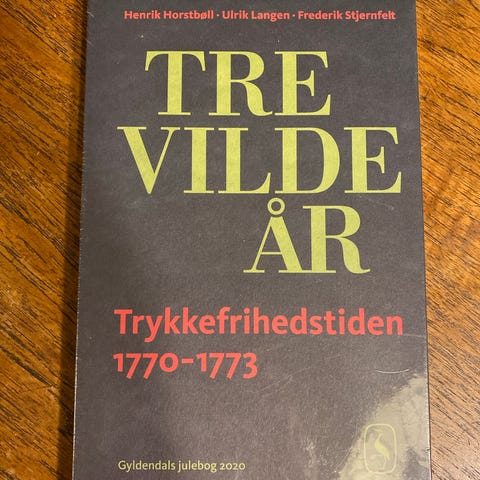 Henrik Horstbøll · Ulrik Langen · Frederik Stjernfelt
TRE
VILDE
ÅR
Trykkefrihedstiden
1770-1773
Gyldendals julebog 2020